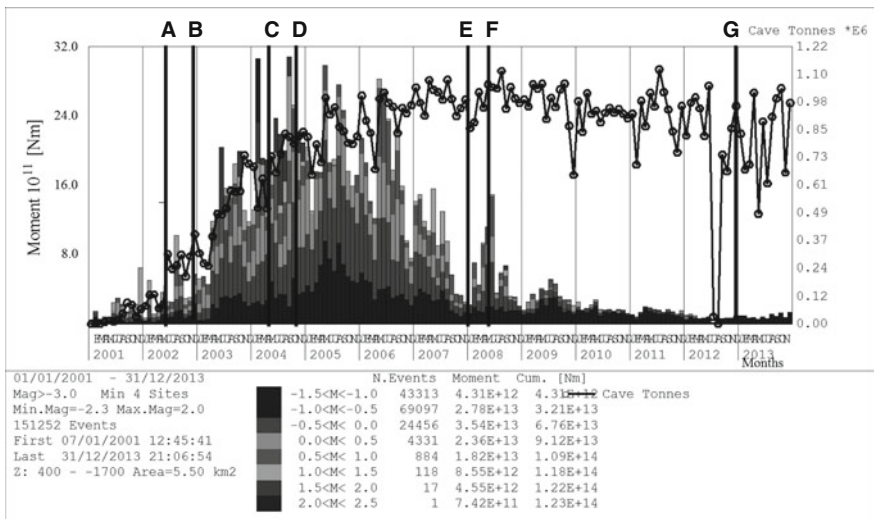 A B C D E F G
Cave Tonnes *E6
32.0 1.22
1.10
24.0 0.98
0.85
0.73
16.0 0.61
0.49
8.0 0.37
0.24
0.12
0.00
Moment 10¹¹ [Nm]
2001 2002 2003 2004 2005 2006 2007 2008 2009 2010 2011 2012 2013
Months
01/01/2001 - 31/12/2013
Mag>-3.0 Min 4 Sites
Min.Mag=-2.3 Max.Mag=2.0
151252 Events
First 07/01/2001 12:45:41
Last 31/12/2013 21:06:54
Z: 400 - -1700 Area=5.50 km2
N.Events Moment Cum. [Nm]
-1.5<M<-1.0 43313 4.31E+12 4.31E+12 Cave Tonnes
-1.0<M<-0.5 69097 2.78E+13 3.21E+13
-0.5<M< 0.0 24456 3.54E+13 6.76E+13
0.0<M< 0.5 4331 2.36E+13 9.12E+13
0.5<M< 1.0 884 1.82E+13 1.09E+14
1.0<M< 1.5 118 8.55E+12 1.18E+14
1.5<M< 2.0 17 4.55E+12 1.22E+14
2.0<M< 2.5 1 7.42E+11 1.23E+14